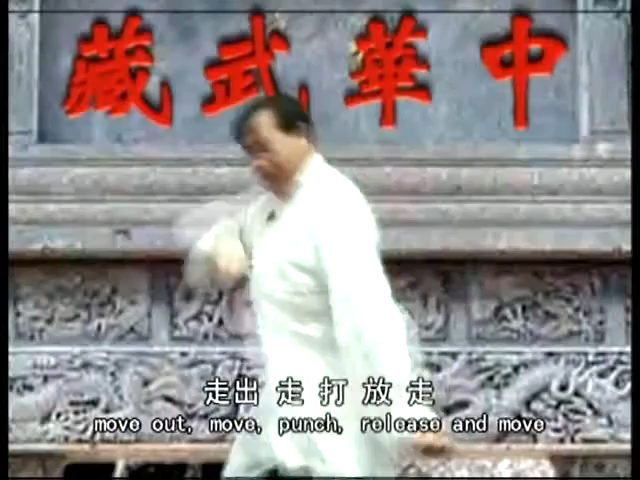 中華武藏
走出 走 打 放 走
move out, move, punch, release and move